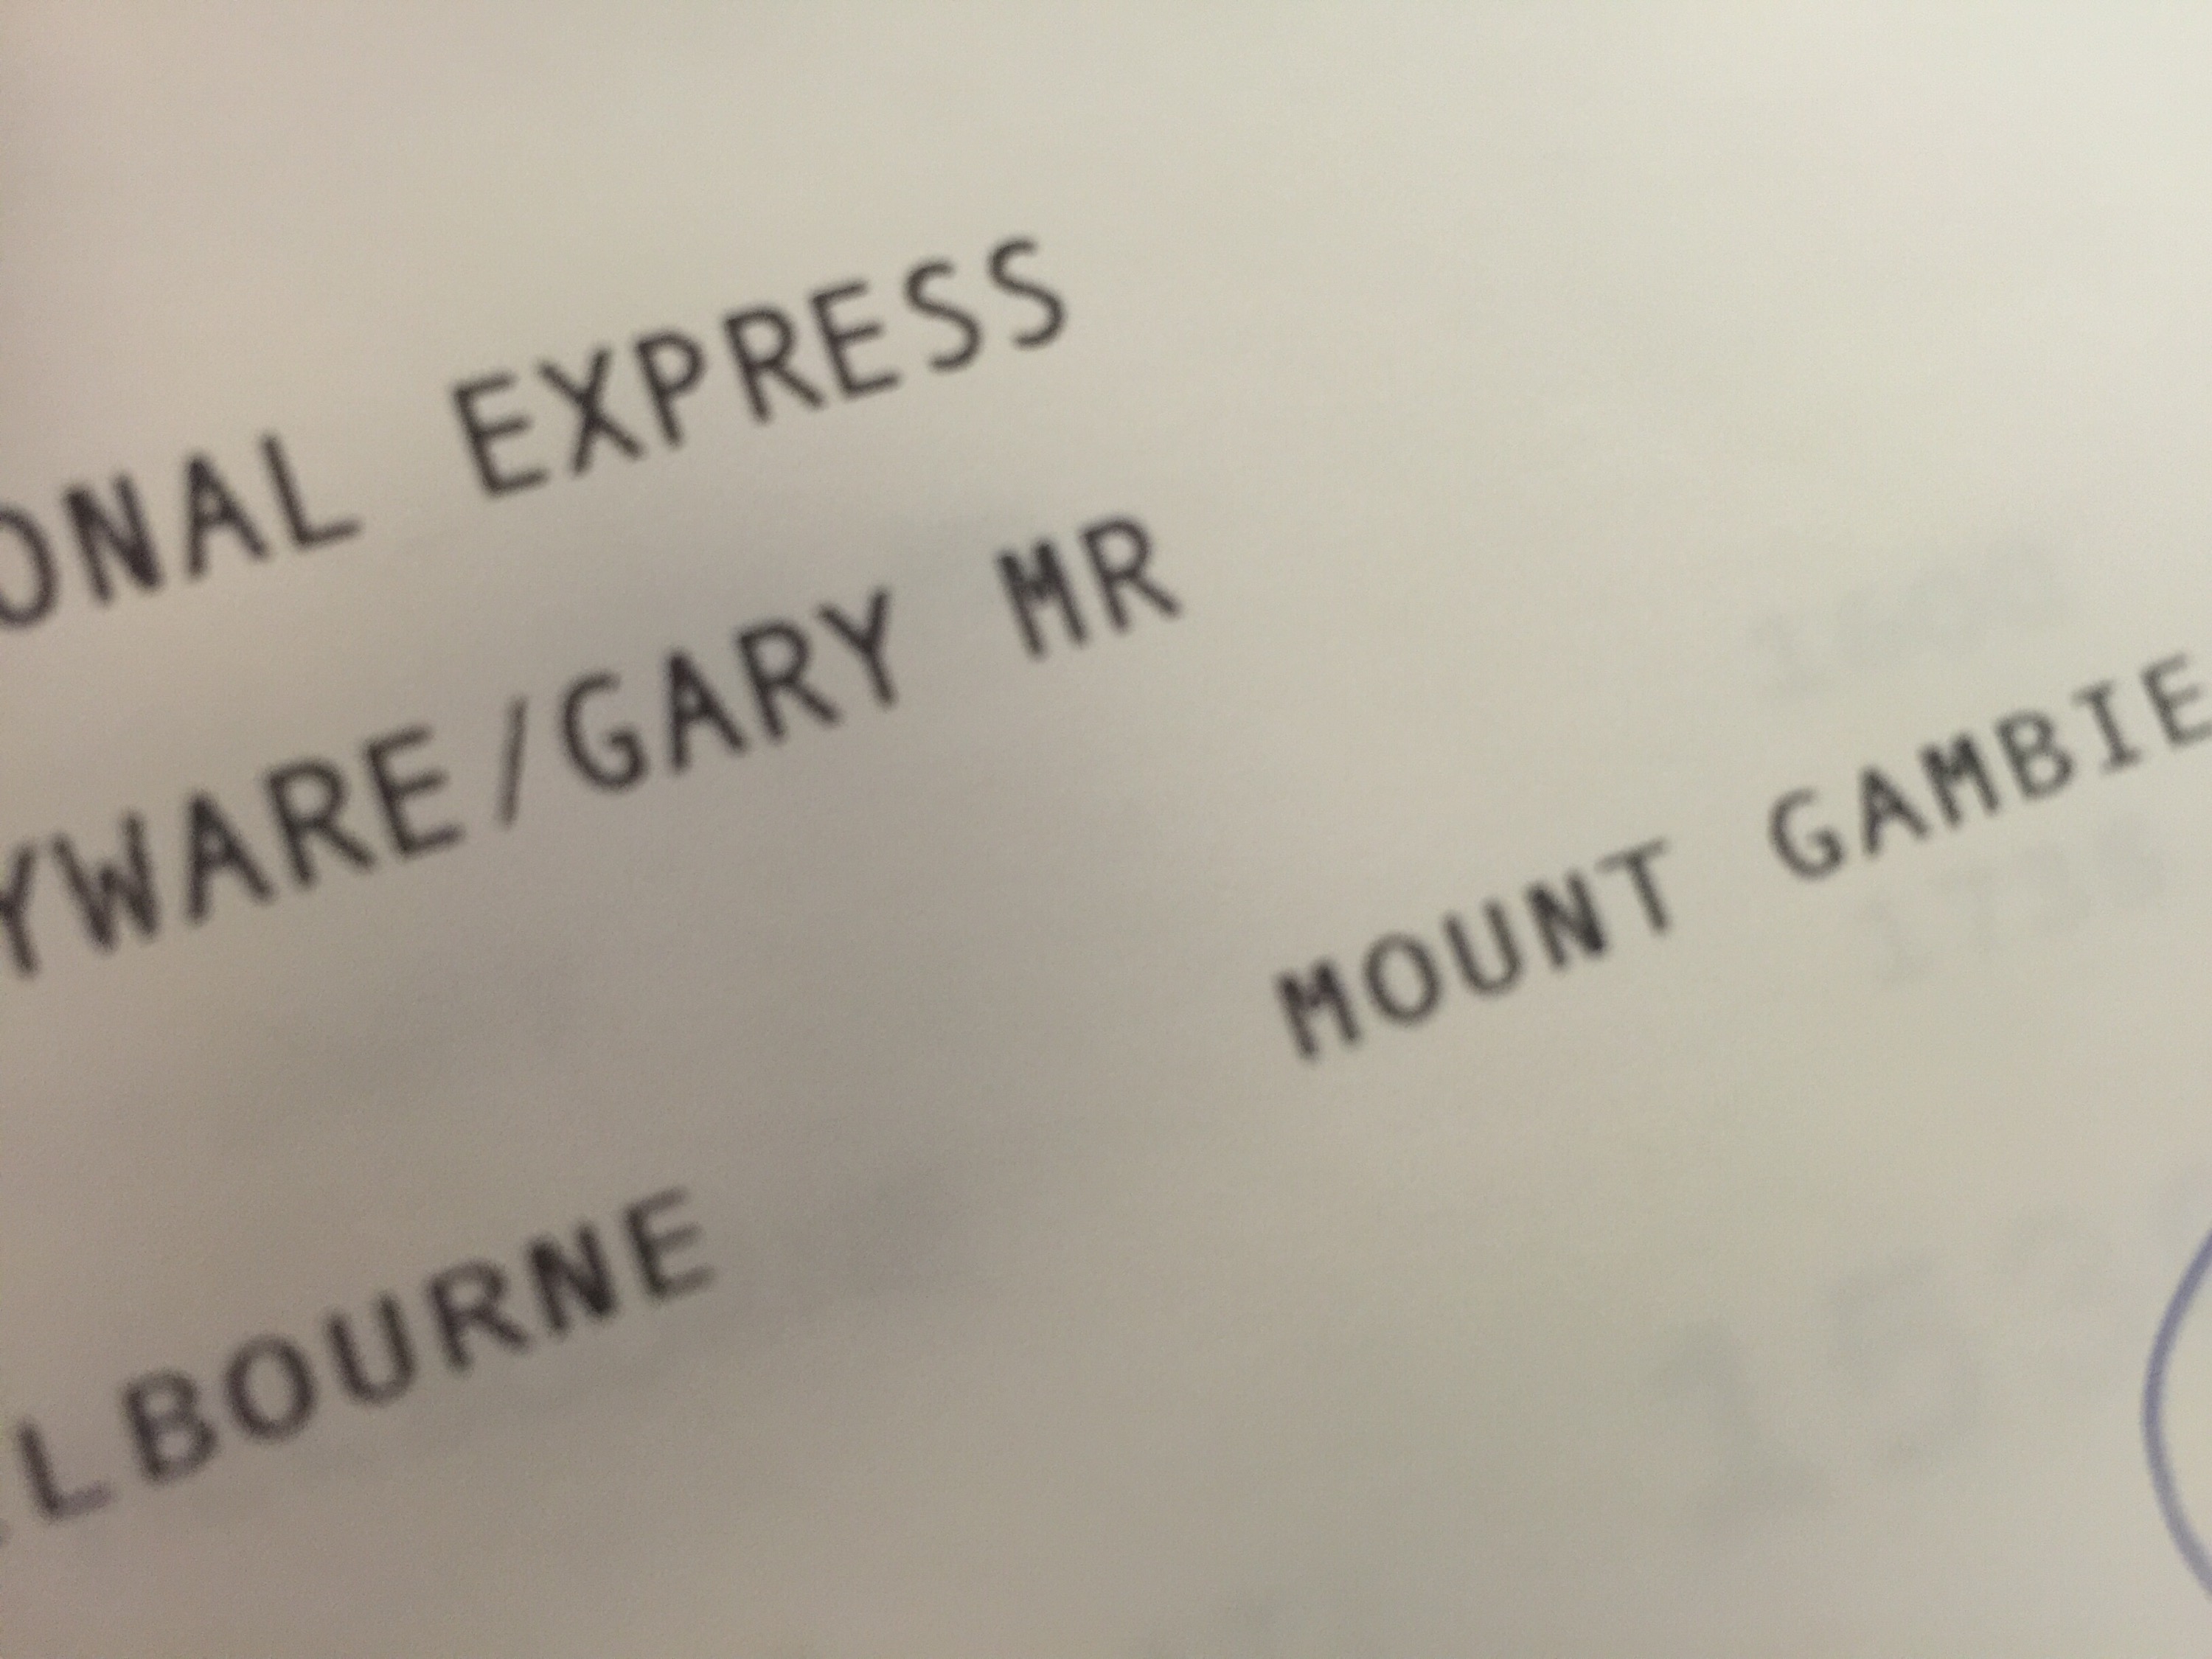 ONAL EXPRESS
YWARE/GARY MR
MOUNT GAMBIE
LBOURNE